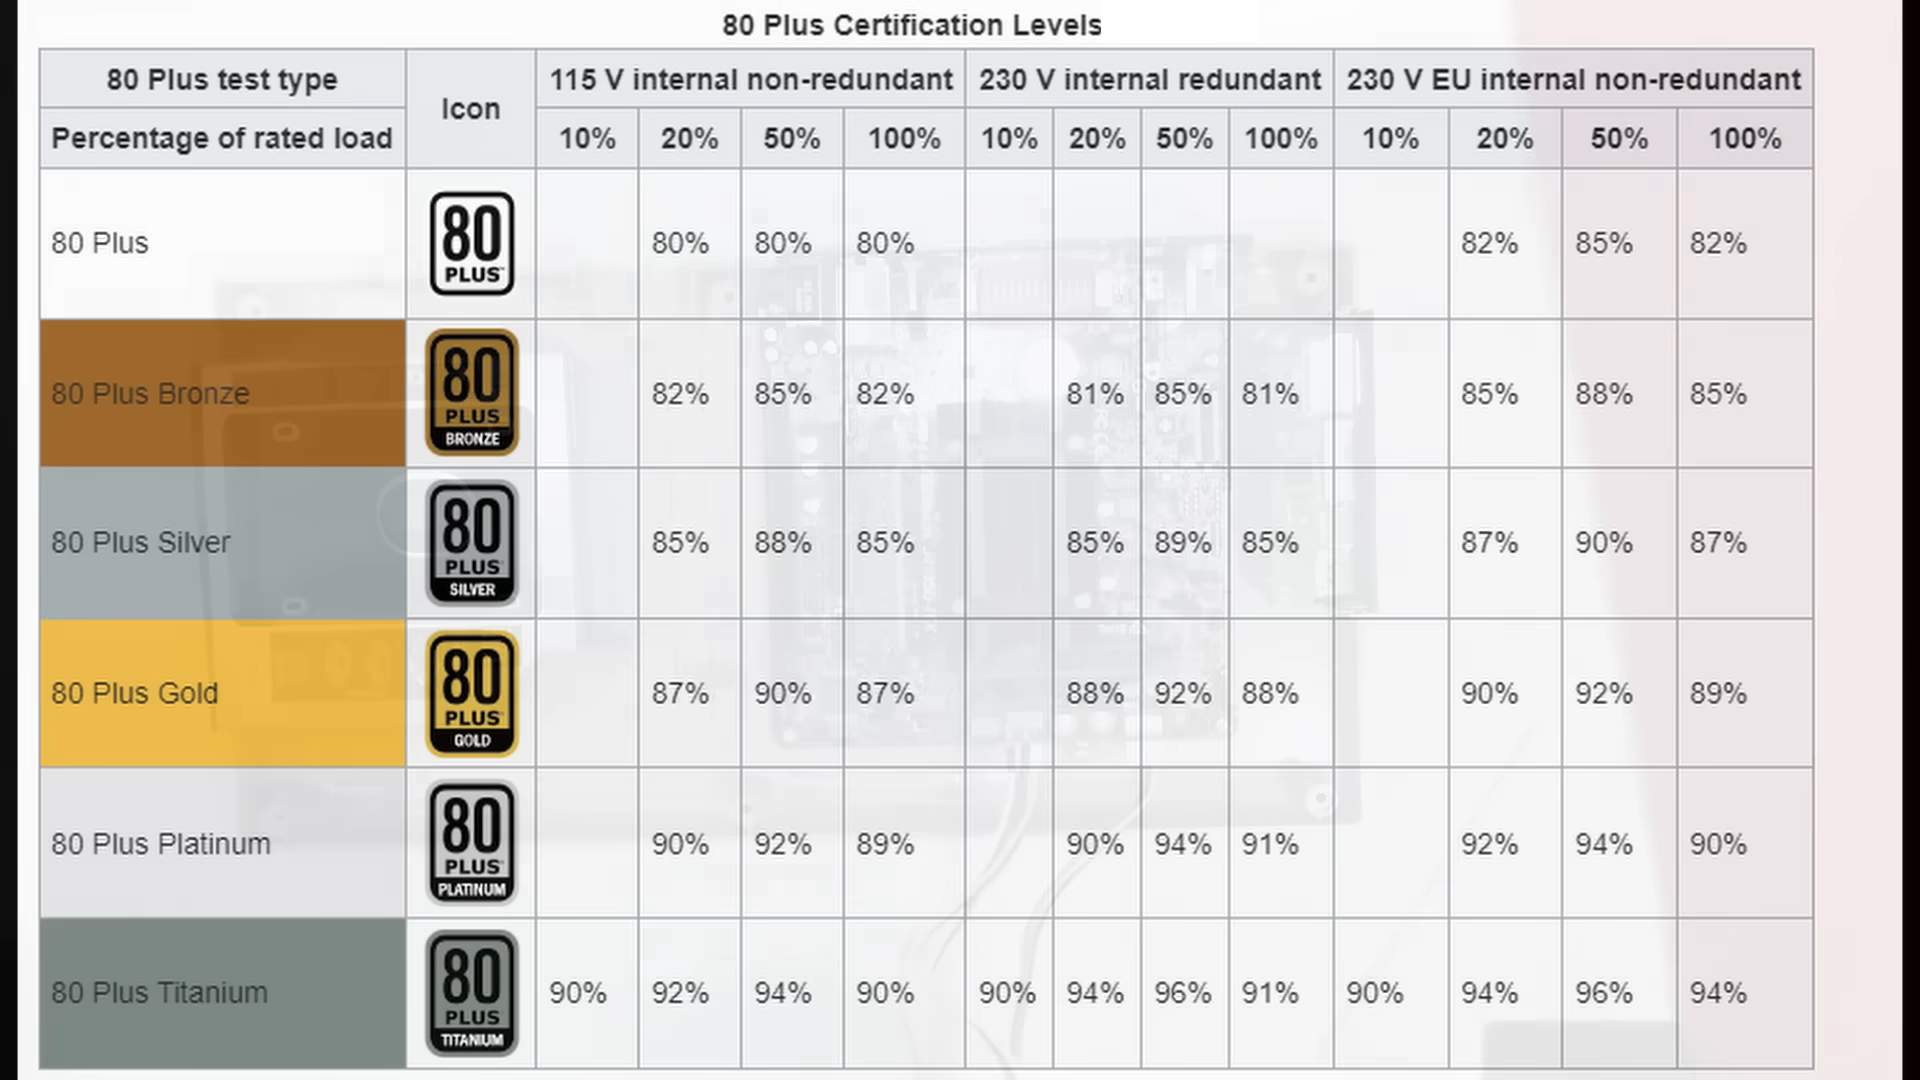 80 Plus Certification Levels
80 Plus test type Icon 115 V internal non-redundant 230 V internal redundant 230 V EU internal non-redundant
Percentage of rated load 10% 20% 50% 100% 10% 20% 50% 100% 10% 20% 50% 100%
80 Plus 80 PLUS 80% 80% 80% 82% 85% 82%
80 Plus Bronze 80 PLUS BRONZE 82% 85% 82% 81% 85% 81% 85% 88% 85%
80 Plus Silver 80 PLUS SILVER 85% 88% 85% 85% 89% 85% 87% 90% 87%
80 Plus Gold 80 PLUS GOLD 87% 90% 87% 88% 92% 88% 90% 92% 89%
80 Plus Platinum 80 PLUS PLATINUM 90% 92% 89% 90% 94% 91% 92% 94% 90%
80 Plus Titanium 80 PLUS TITANIUM 90% 92% 94% 90% 90% 94% 96% 91% 90% 94% 96% 94%